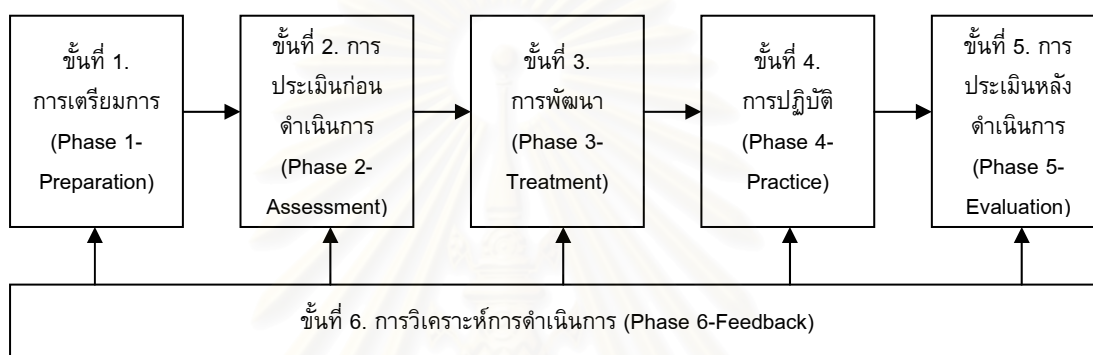 ขั้นที่ 1.
การเตรียมการ
(Phase 1-
Preparation)
ขั้นที่ 2. การ
ประเมินก่อน
ดำเนินการ
(Phase 2-
Assessment)
ขั้นที่ 3.
การพัฒนา
(Phase 3-
Treatment)
ขั้นที่ 4.
การปฏิบัติ
(Phase 4-
Practice)
ขั้นที่ 5. การ
ประเมินหลัง
ดำเนินการ
(Phase 5-
Evaluation)
ขั้นที่ 6. การวิเคราะห์การดำเนินการ (Phase 6-Feedback)